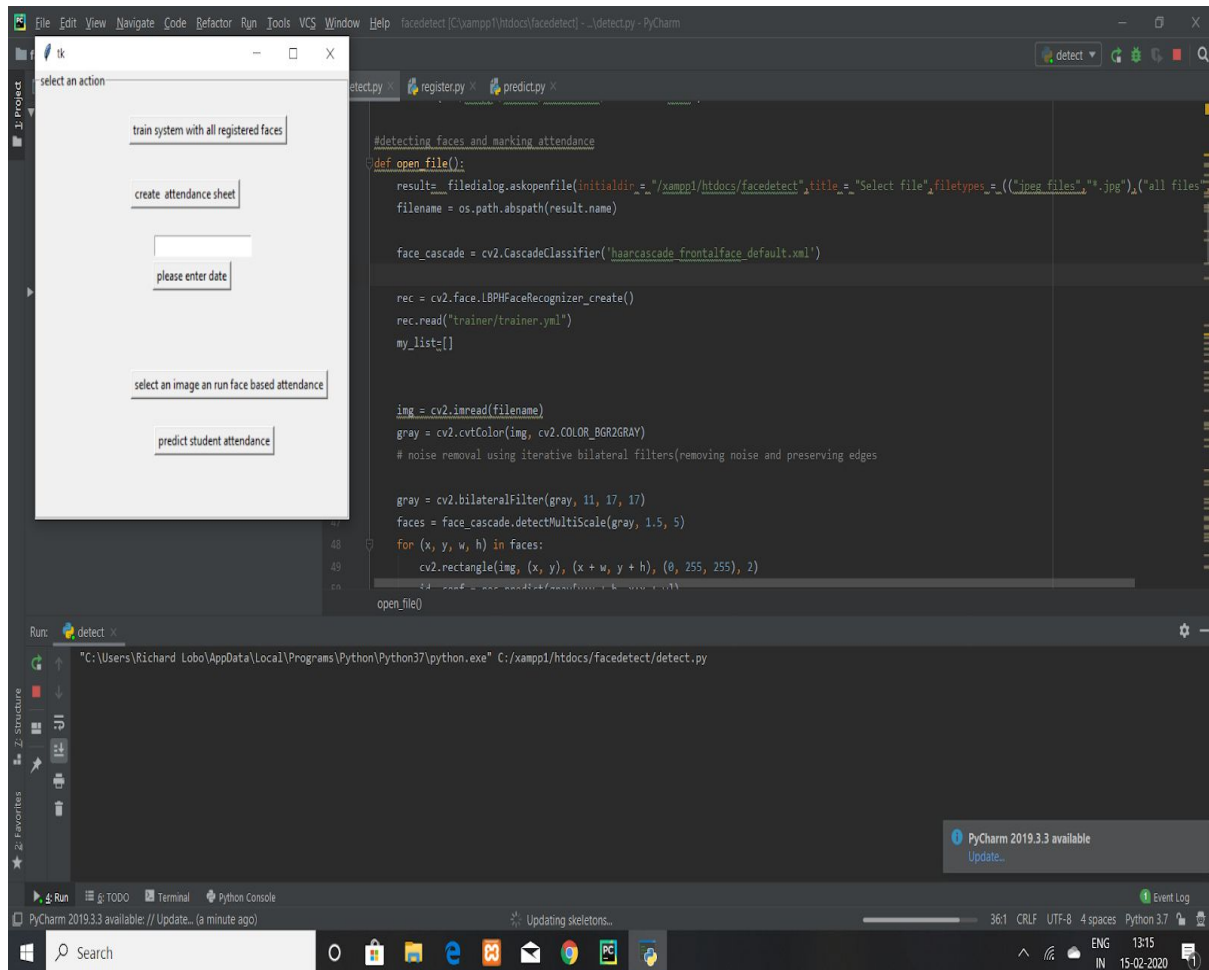 File Edit View Navigate Code Refactor Run Tools VCS Window Help facedetect [C:\xampp1\htdocs\facedetect] - ...\detect.py - PyCharm
tk
detect
select an action
etect.py register.py predict.py
1: Project
train system with all registered faces
create attendance sheet
please enter date
select an image an run face based attendance
predict student attendance
#detecting faces and marking attendance
def open_file():
result= filedialog.askopenfile(initialdir = "/xampp1/htdocs/facedetect",title = "Select file",filetypes = (("jpeg files","*.jpg"),("all files"
filename = os.path.abspath(result.name)
face_cascade = cv2.CascadeClassifier('haarcascade_frontalface_default.xml')
rec = cv2.face.LBPHFaceRecognizer_create()
rec.read("trainer/trainer.yml")
my_list=[]
img = cv2.imread(filename)
gray = cv2.cvtColor(img, cv2.COLOR_BGR2GRAY)
# noise removal using iterative bilateral filters(removing noise and preserving edges
gray = cv2.bilateralFilter(gray, 11, 17, 17)
faces = face_cascade.detectMultiScale(gray, 1.5, 5)
48 for (x, y, w, h) in faces:
49 cv2.rectangle(img, (x, y), (x + w, y + h), (0, 255, 255), 2)
open_file()
Run: detect
"C:\Users\Richard Lobo\AppData\Local\Programs\Python\Python37\python.exe" C:/xampp1/htdocs/facedetect/detect.py
Z: Structure
2: Favorites
PyCharm 2019.3.3 available
Update...
4: Run 6: TODO Terminal Python Console 1 Event Log
PyCharm 2019.3.3 available: // Update... (a minute ago) Updating skeletons... 36:1 CRLF UTF-8 4 spaces Python 3.7
Search
PC
ENG
IN
13:15
15-02-2020
1